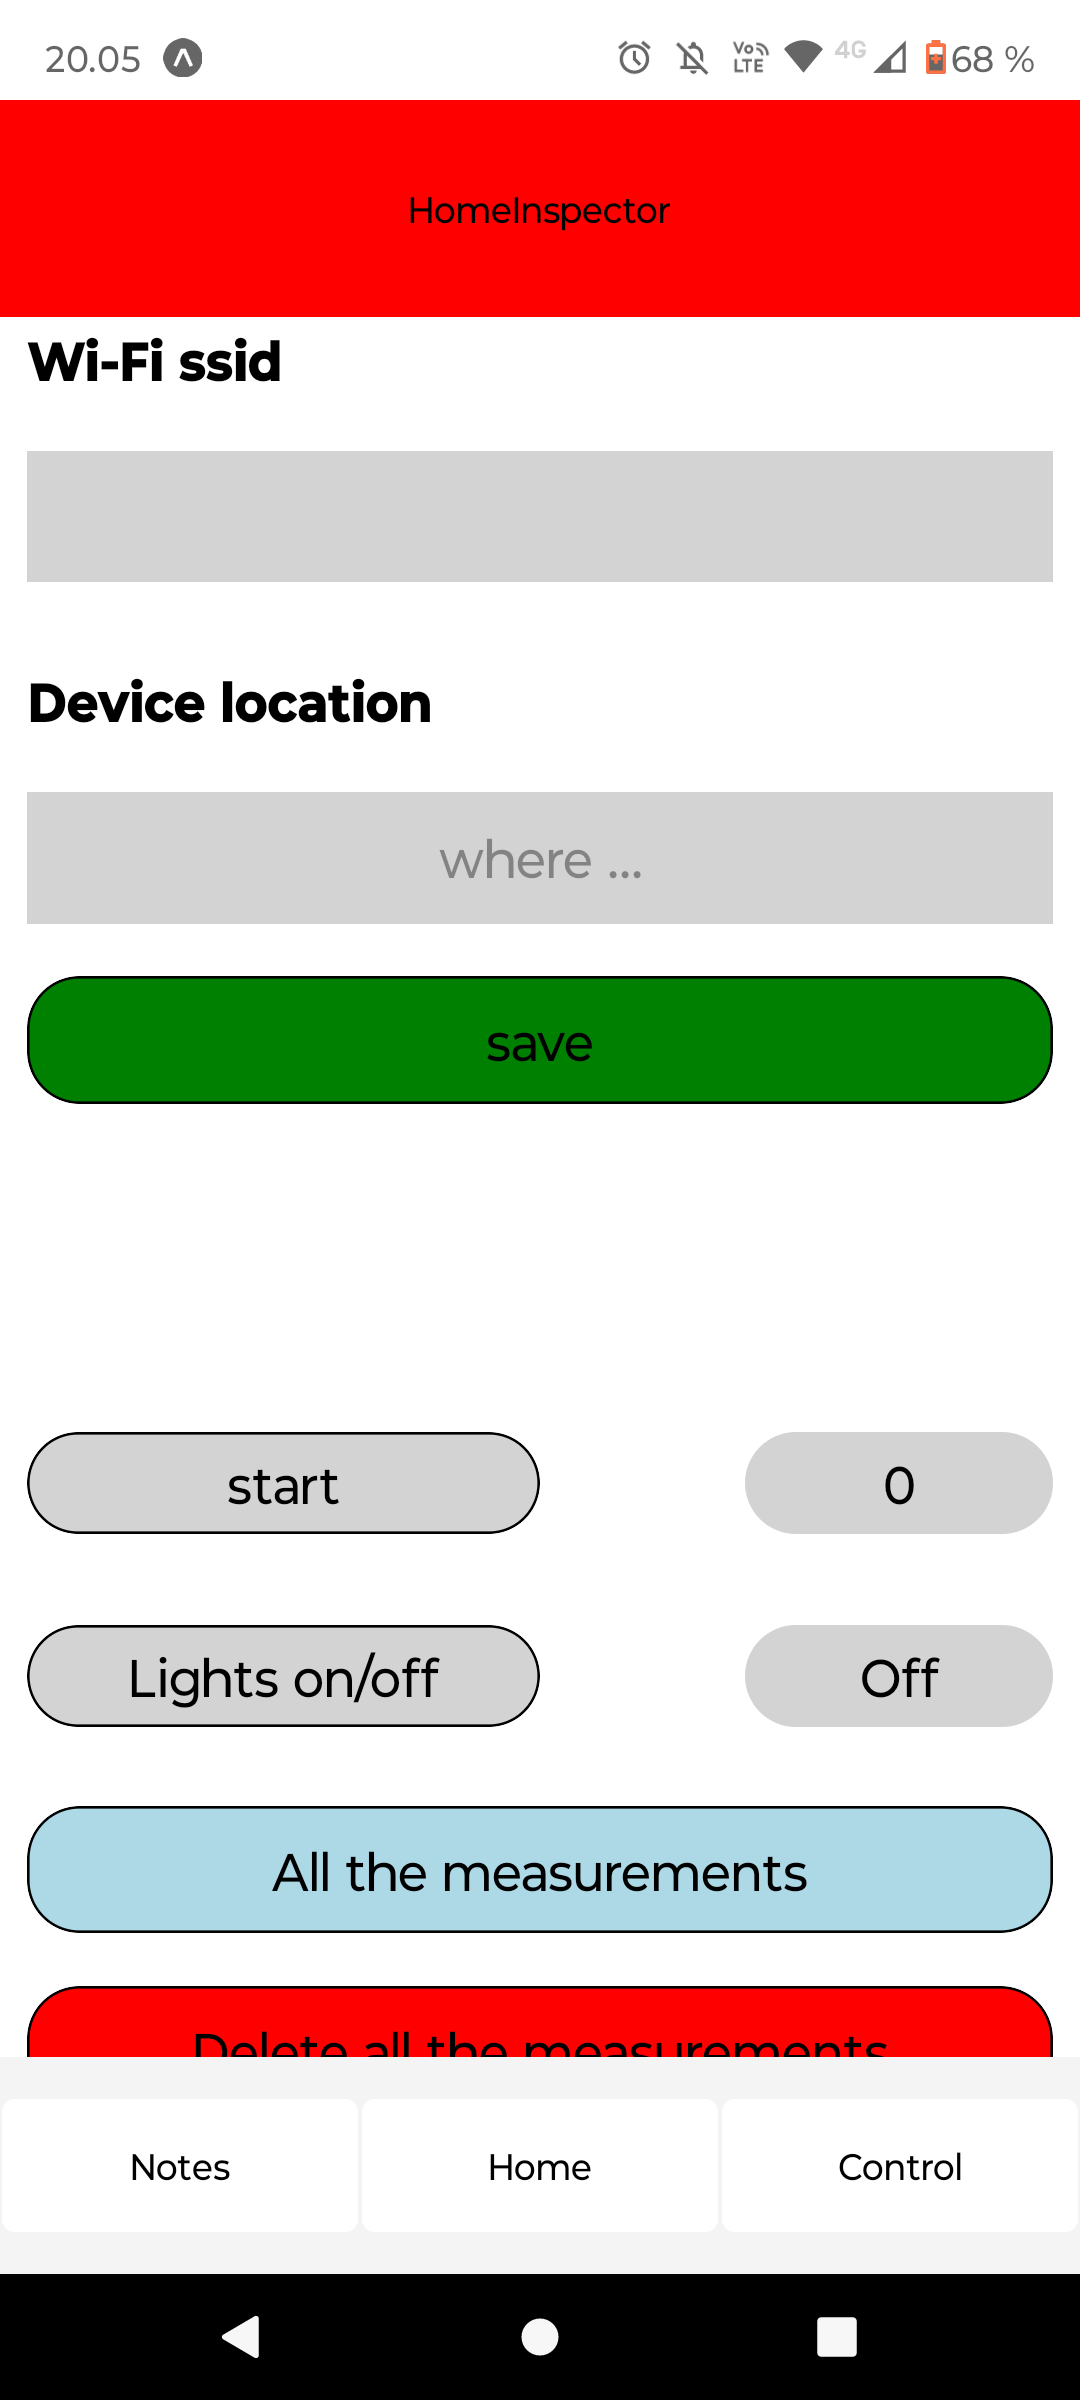 20.05
Vo LTE 4G 68 %
HomeInspector
Wi-Fi ssid
Device location
where ...
save
start 0
Lights on/off Off
All the measurements
Delete all the measurements
Notes Home Control